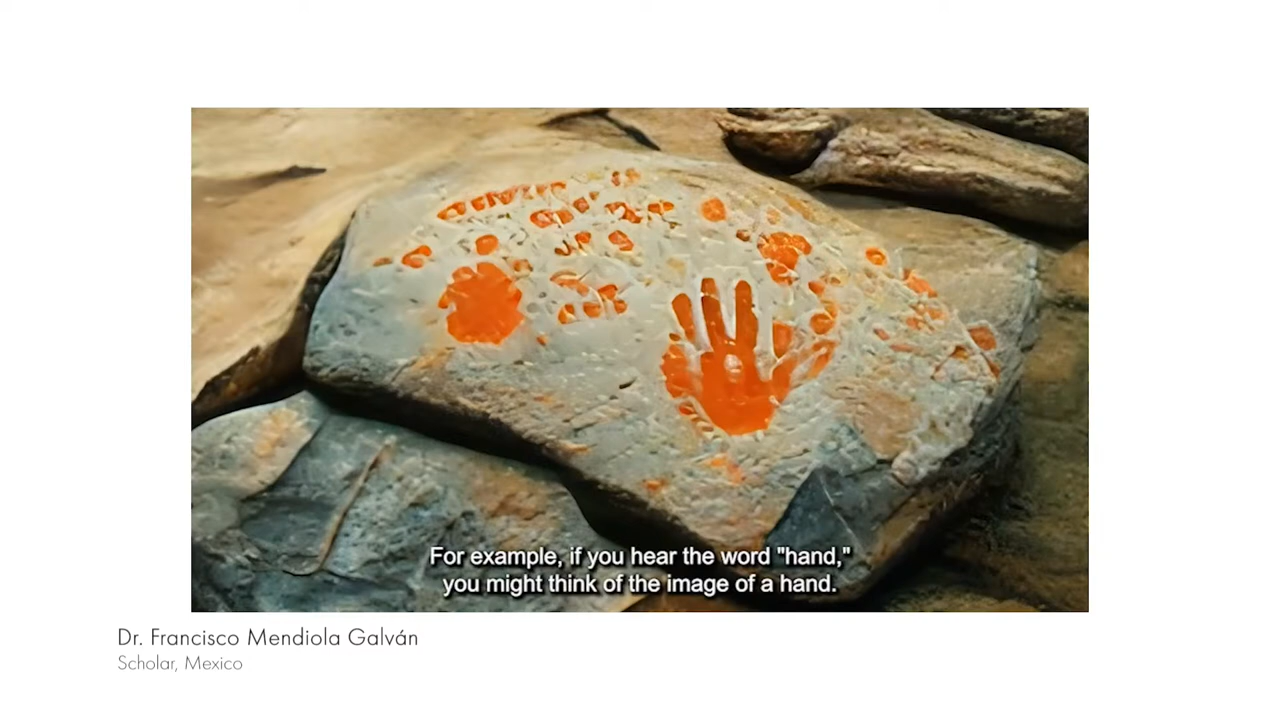 For example, if you hear the word "hand,"
you might think of the image of a hand.
Dr. Francisco Mendiola Galván
Scholar, Mexico